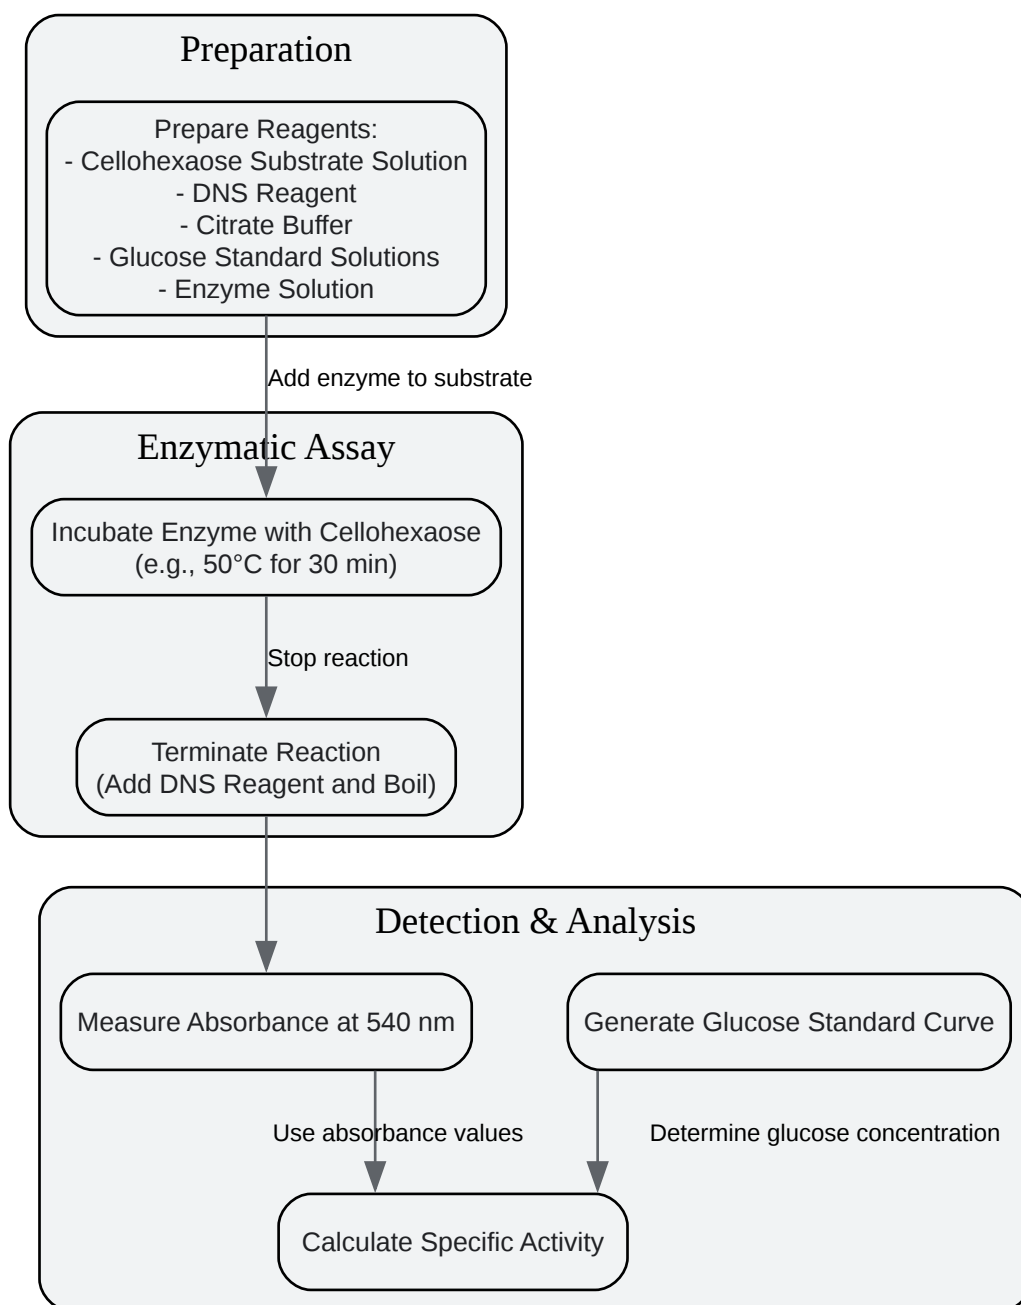 Preparation
Prepare Reagents:
- Cellohexaose Substrate Solution
- DNS Reagent
- Citrate Buffer
- Glucose Standard Solutions
- Enzyme Solution
Add enzyme to substrate
Enzymatic Assay
Incubate Enzyme with Cellohexaose
(e.g., 50°C for 30 min)
Stop reaction
Terminate Reaction
(Add DNS Reagent and Boil)
Detection & Analysis
Measure Absorbance at 540 nm
Generate Glucose Standard Curve
Use absorbance values
Determine glucose concentration
Calculate Specific Activity